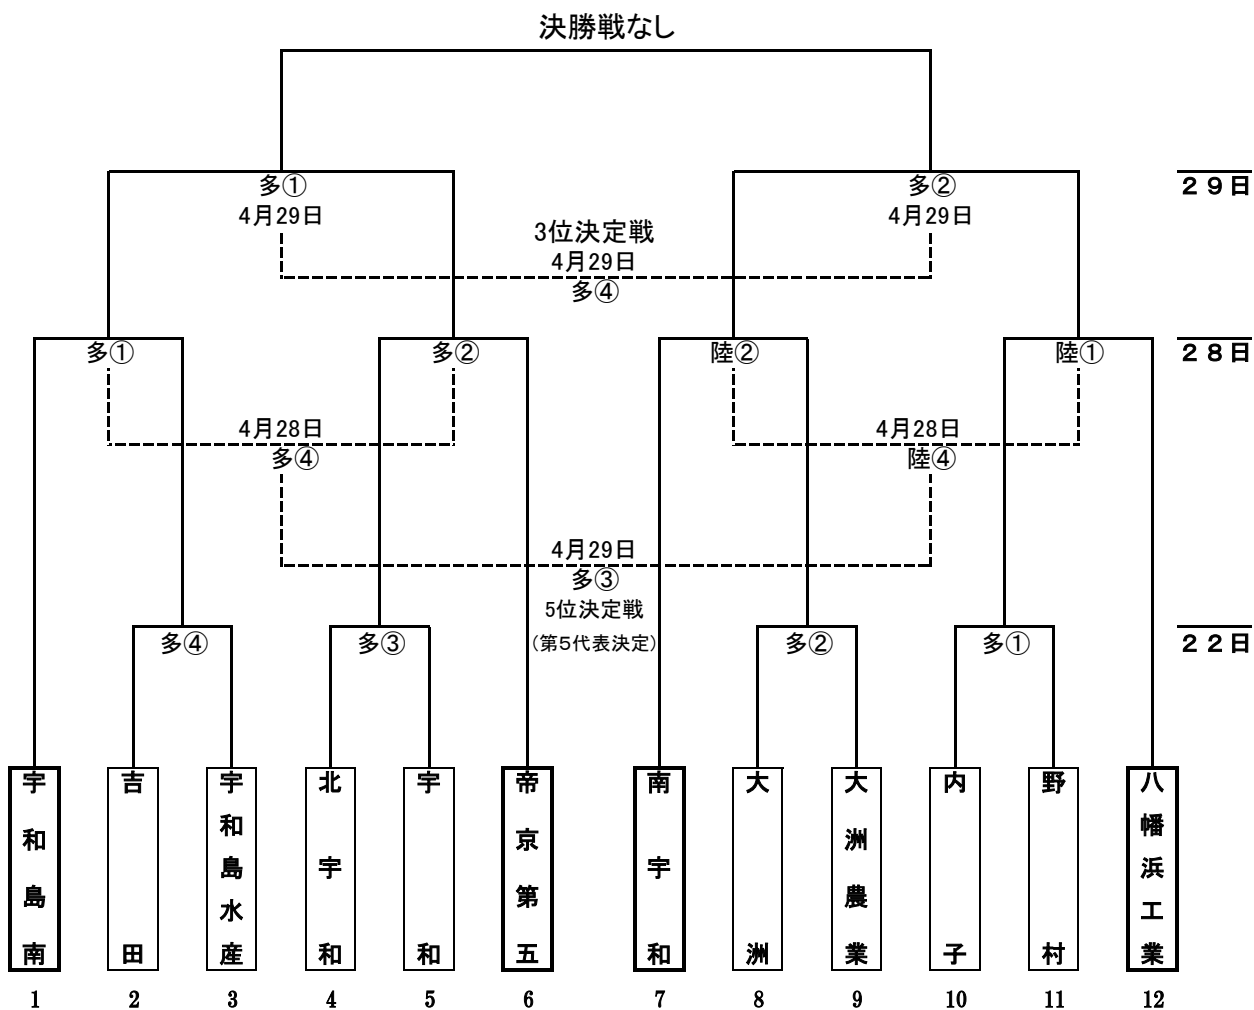 決勝戦なし
多① 多② ２９日
4月29日 4月29日
3位決定戦
4月29日
多④
多① 多② 陸② 陸① ２８日
4月28日 4月28日
多④ 陸④
4月29日
多③
5位決定戦
(第5代表決定)
多④ 多③ 多② 多① ２２日
宇和島南
吉田
宇和島水産
北宇和
宇和
帝京第五
南宇和
大洲
大洲農業
内子
野村
八幡浜工業
1 2 3 4 5 6 7 8 9 10 11 12